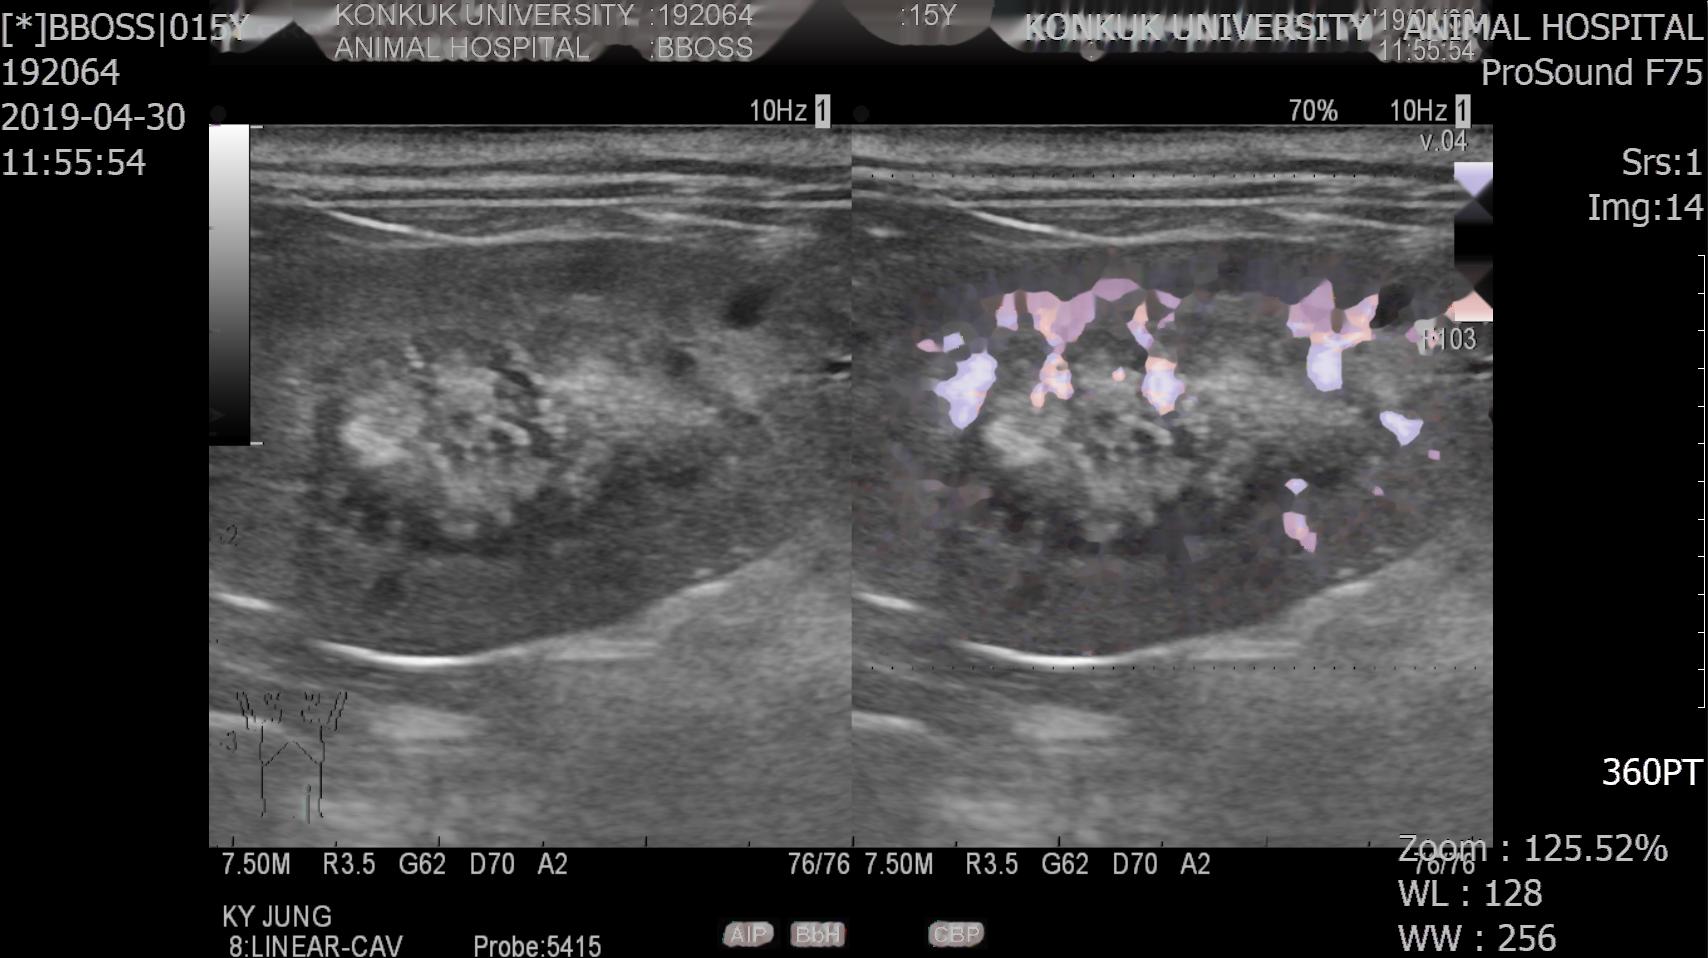 [*]BBOSS|015Y
192064
2019-04-30
11:55:54
KONKUK UNIVERSITY :192064
ANIMAL HOSPITAL :BBOSS
:15Y
KONKUK UNIVERSITY ANIMAL HOSPITAL
11:55:54
ProSound F75
Srs:1
Img:14
10Hz 1
70% 10Hz 1
v.04
103
2
3
360PT
7.50M R3.5 G62 D70 A2 76/76
7.50M R3.5 G62 D70 A2 76/76
Zoom : 125.52%
WL : 128
WW : 256
KY JUNG
8:LINEAR-CAV Probe:5415
AIP BbH CBP